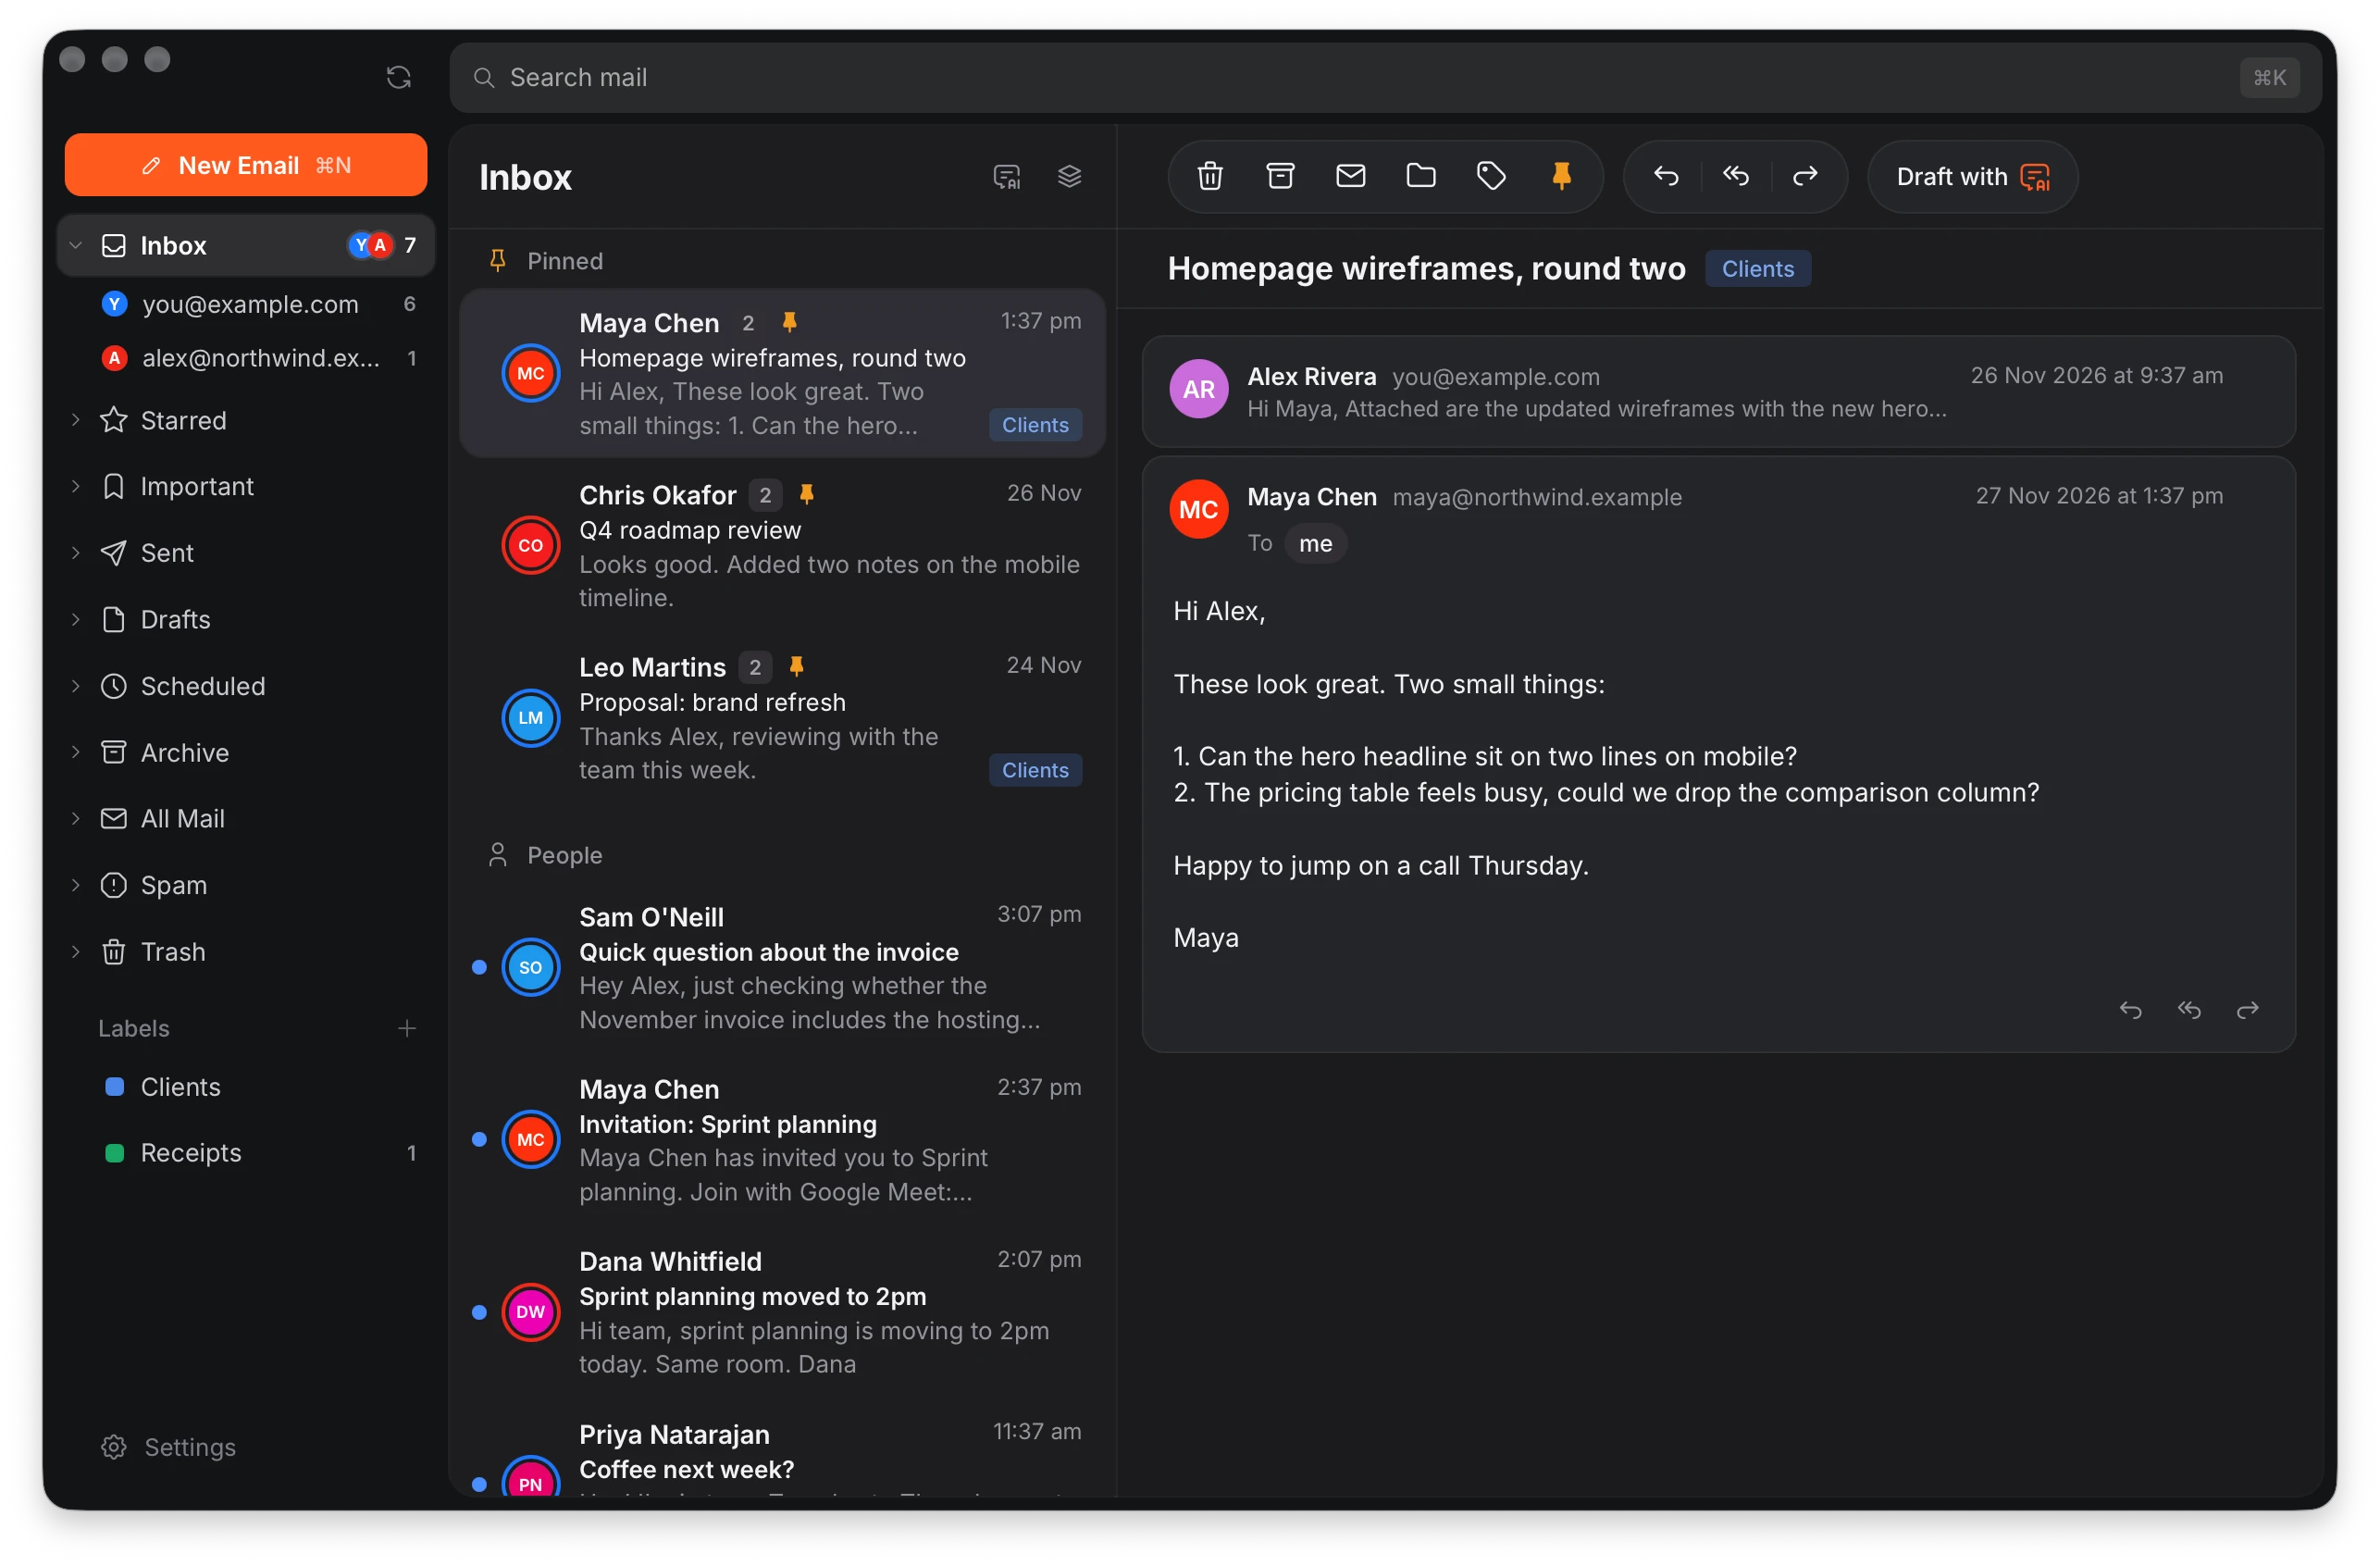 Search mail
⌘K
New Email ⌘N
Inbox
Y A 7
Y you@example.com 6
A alex@northwind.ex... 1
Starred
Important
Sent
Drafts
Scheduled
Archive
All Mail
Spam
Trash
Labels
Clients
Receipts 1
Settings
Inbox
AI
Pinned
Maya Chen 2 1:37 pm
MC
Homepage wireframes, round two
Hi Alex, These look great. Two
small things: 1. Can the hero...
Clients
Chris Okafor 2 26 Nov
CO
Q4 roadmap review
Looks good. Added two notes on the mobile
timeline.
Leo Martins 2 24 Nov
LM
Proposal: brand refresh
Thanks Alex, reviewing with the
team this week.
Clients
People
Sam O'Neill 3:07 pm
SO
Quick question about the invoice
Hey Alex, just checking whether the
November invoice includes the hosting...
Maya Chen 2:37 pm
MC
Invitation: Sprint planning
Maya Chen has invited you to Sprint
planning. Join with Google Meet:...
Dana Whitfield 2:07 pm
DW
Sprint planning moved to 2pm
Hi team, sprint planning is moving to 2pm
today. Same room. Dana
Priya Natarajan 11:37 am
PN
Coffee next week?
Draft with AI
Homepage wireframes, round two Clients
AR
Alex Rivera you@example.com 26 Nov 2026 at 9:37 am
Hi Maya, Attached are the updated wireframes with the new hero...
MC
Maya Chen maya@northwind.example 27 Nov 2026 at 1:37 pm
To me
Hi Alex,
These look great. Two small things:
1. Can the hero headline sit on two lines on mobile?
2. The pricing table feels busy, could we drop the comparison column?
Happy to jump on a call Thursday.
Maya